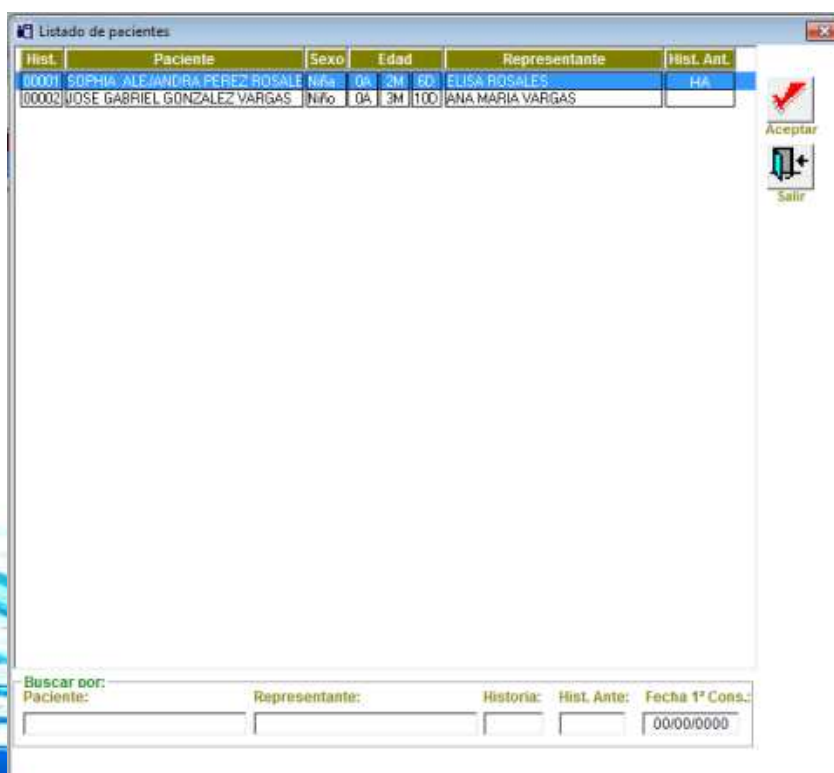 Listado de pacientes
Hist. Paciente Sexo Edad Representante Hist. Ant.
00001 SOPHIA ALEJANDRA PEREZ ROSALE Niña 0A 2M 6D ELISA ROSALES HA
00002 JOSE GABRIEL GONZALEZ VARGAS Niño 0A 3M 10D ANA MARIA VARGAS
Aceptar
Salir
Buscar por:
Paciente: Representante: Historia: Hist. Ante: Fecha 1ª Cons.:
00/00/0000